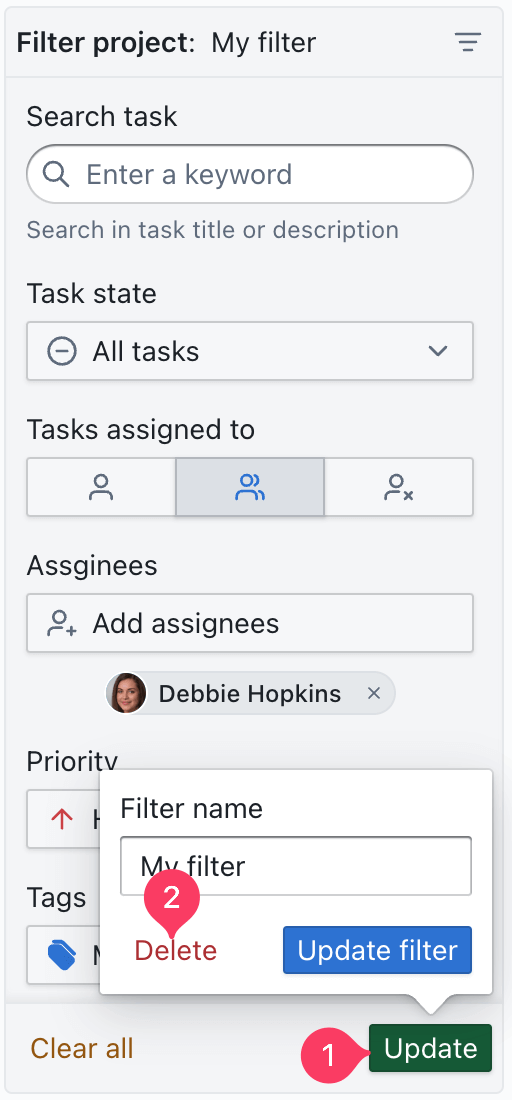 Filter project: My filter
Search task
Enter a keyword
Search in task title or description
Task state
All tasks
Tasks assigned to
Assginees
Add assignees
Debbie Hopkins
Priority
Filter name
My filter
Tags
2
Delete
Update filter
Clear all
1
Update